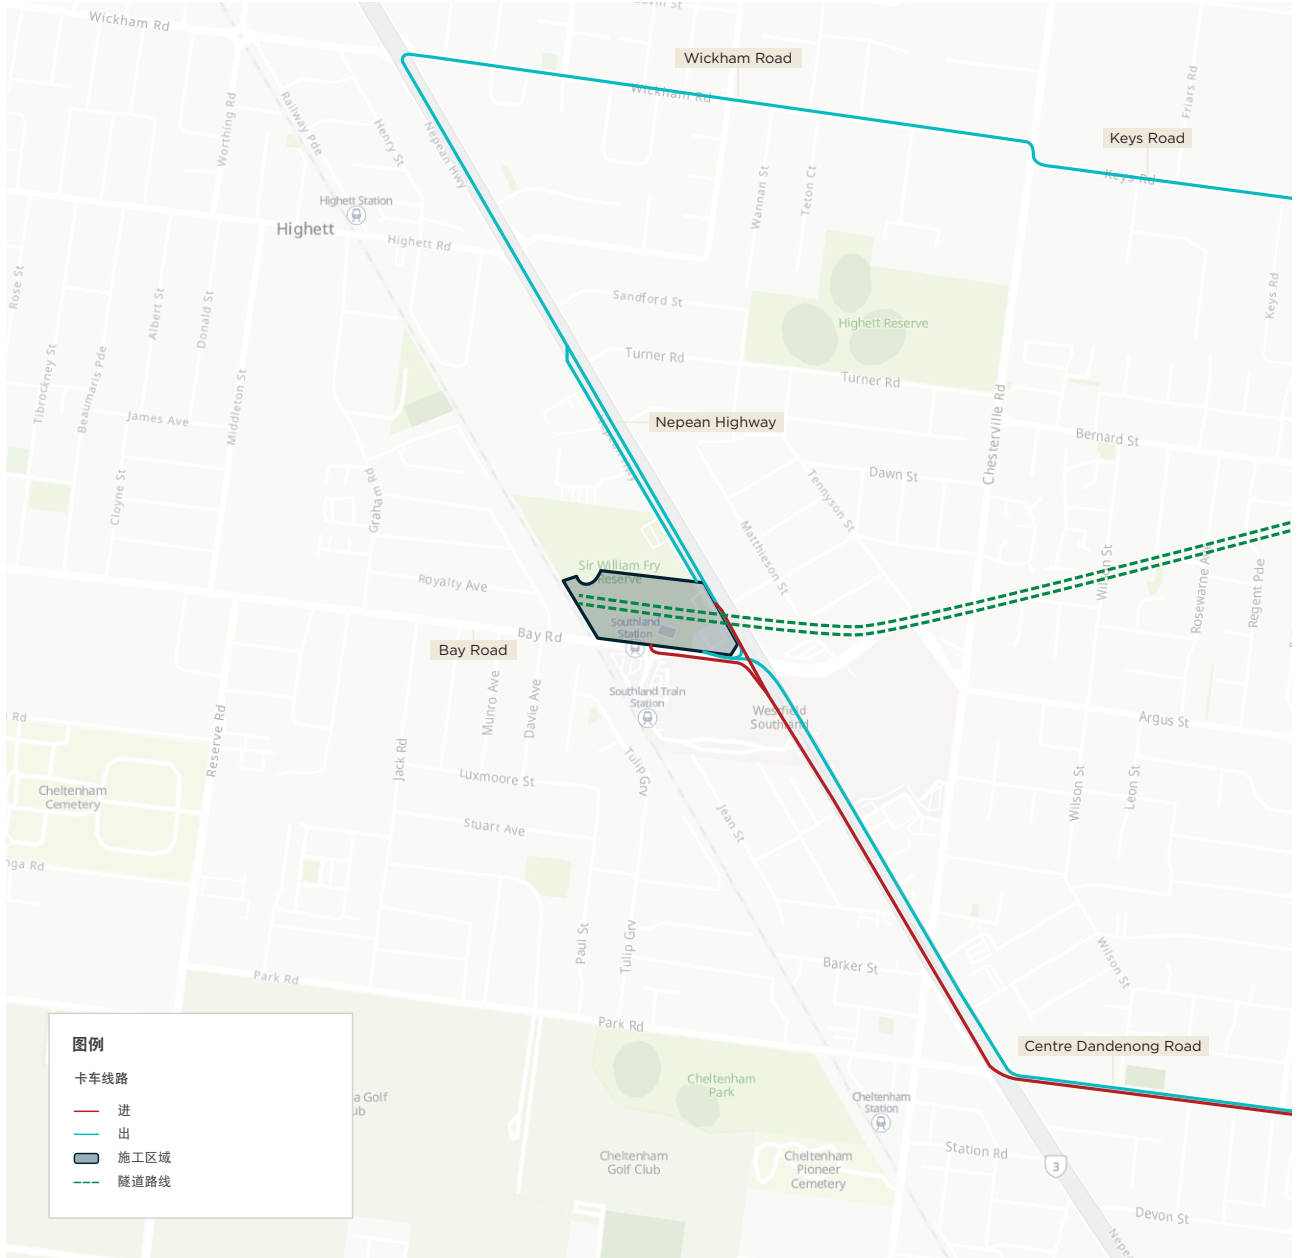 Wickham Rd
Wickham Road
Wickham Rd
Friars Rd
Keys Road
Keys Rd
Worthing Rd
Railway Pde
Henry St
Nepean Hwy
Wannan St
Teton Ct
Highett Station
Highett
Highett Rd
Rose St
Albert St
Donald St
Sandford St
Highett Reserve
Keys Rd
Tibrockney St
Beaumaris Pde
Middleton St
Turner Rd
Turner Rd
James Ave
Nepean Highway
Chesterville Rd
Bernard St
Cloyne St
Graham Rd
Dawn St
Tennyson St
Matthieson St
Sir William Fry
Reserve
Royalty Ave
Rosewarne Ave
Regent Pde
Southland
Station
Bay Rd
Bay Road
Southland Train
Station
Munro Ave
Davie Ave
Westfield
Southland
Argus St
Rd
Reserve Rd
Jack Rd
Luxmoore St
Tulip Grv
Wilson St
Leon St
Cheltenham
Cemetery
Stuart Ave
Jean St
nga Rd
Paul St
Tulip Grv
Barker St
Wilson St
Park Rd
Park Rd
Centre Dandenong Road
图例
卡车线路
进
出
施工区域
隧道路线
a Golf
ub
Cheltenham
Park
Cheltenham
Station
Cheltenham
Golf Club
Cheltenham
Pioneer
Cemetery
Station Rd
3
Devon St
Nepe